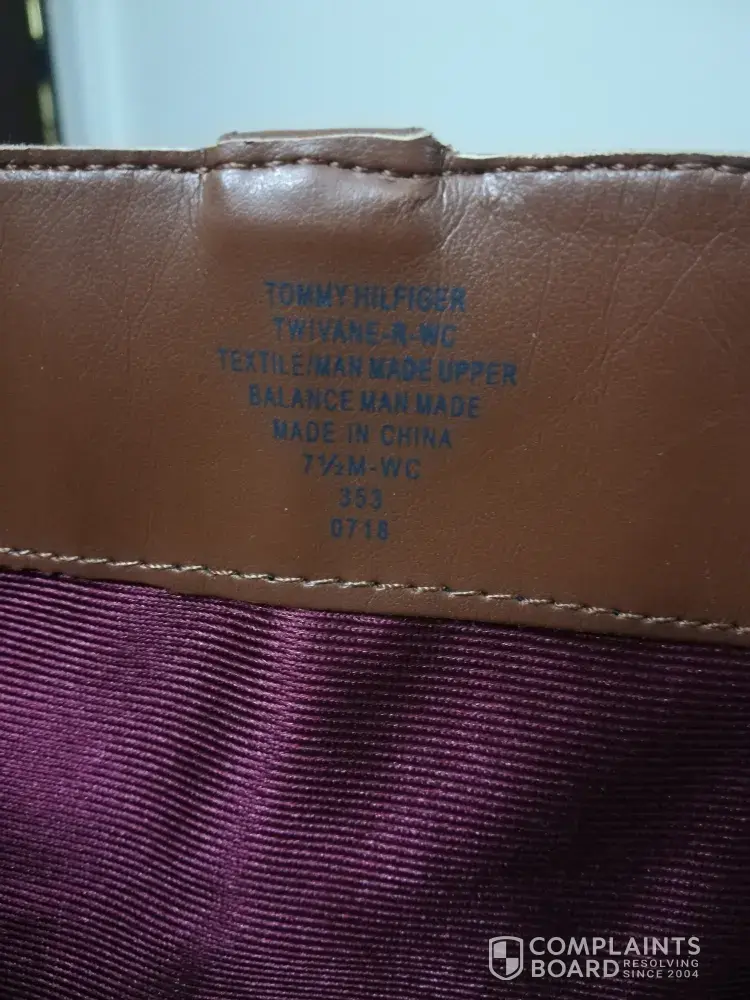 TOMMY HILFIGER
TWIVANE-R-WC
TEXTILE/MAN MADE UPPER
BALANCE MAN MADE
MADE IN CHINA
7½M-WC
353
0718
COMPLAINTS
BOARD RESOLVING
SINCE 2004